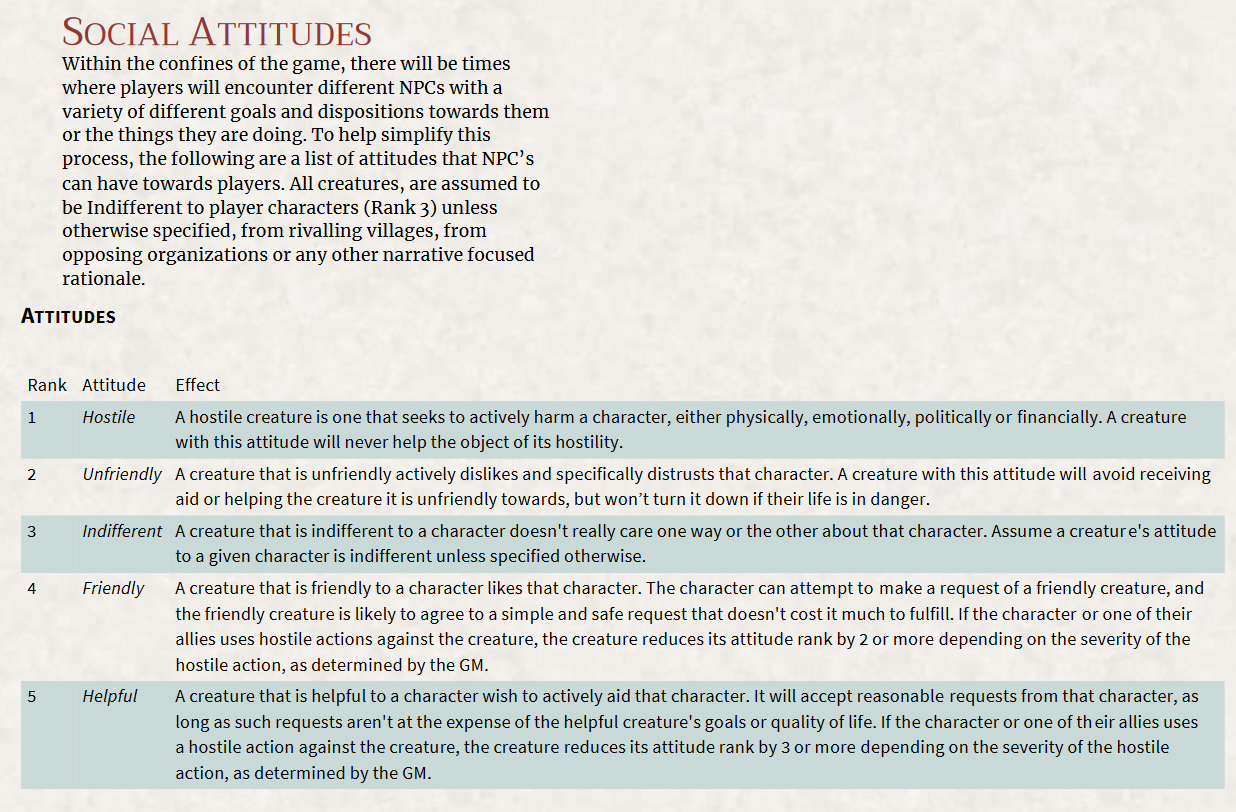 SOCIAL ATTITUDES
Within the confines of the game, there will be times
where players will encounter different NPCs with a
variety of different goals and dispositions towards them
or the things they are doing. To help simplify this
process, the following are a list of attitudes that NPC’s
can have towards players. All creatures, are assumed to
be Indifferent to player characters (Rank 3) unless
otherwise specified, from rivalling villages, from
opposing organizations or any other narrative focused
rationale.
ATTITUDES
Rank Attitude Effect
1 Hostile A hostile creature is one that seeks to actively harm a character, either physically, emotionally, politically or financially. A creature
with this attitude will never help the object of its hostility.
2 Unfriendly A creature that is unfriendly actively dislikes and specifically distrusts that character. A creature with this attitude will avoid receiving
aid or helping the creature it is unfriendly towards, but won’t turn it down if their life is in danger.
3 Indifferent A creature that is indifferent to a character doesn't really care one way or the other about that character. Assume a creature's attitude
to a given character is indifferent unless specified otherwise.
4 Friendly A creature that is friendly to a character likes that character. The character can attempt to make a request of a friendly creature, and
the friendly creature is likely to agree to a simple and safe request that doesn't cost it much to fulfill. If the character or one of their
allies uses hostile actions against the creature, the creature reduces its attitude rank by 2 or more depending on the severity of the
hostile action, as determined by the GM.
5 Helpful A creature that is helpful to a character wish to actively aid that character. It will accept reasonable requests from that character, as
long as such requests aren't at the expense of the helpful creature's goals or quality of life. If the character or one of their allies uses
a hostile action against the creature, the creature reduces its attitude rank by 3 or more depending on the severity of the hostile
action, as determined by the GM.